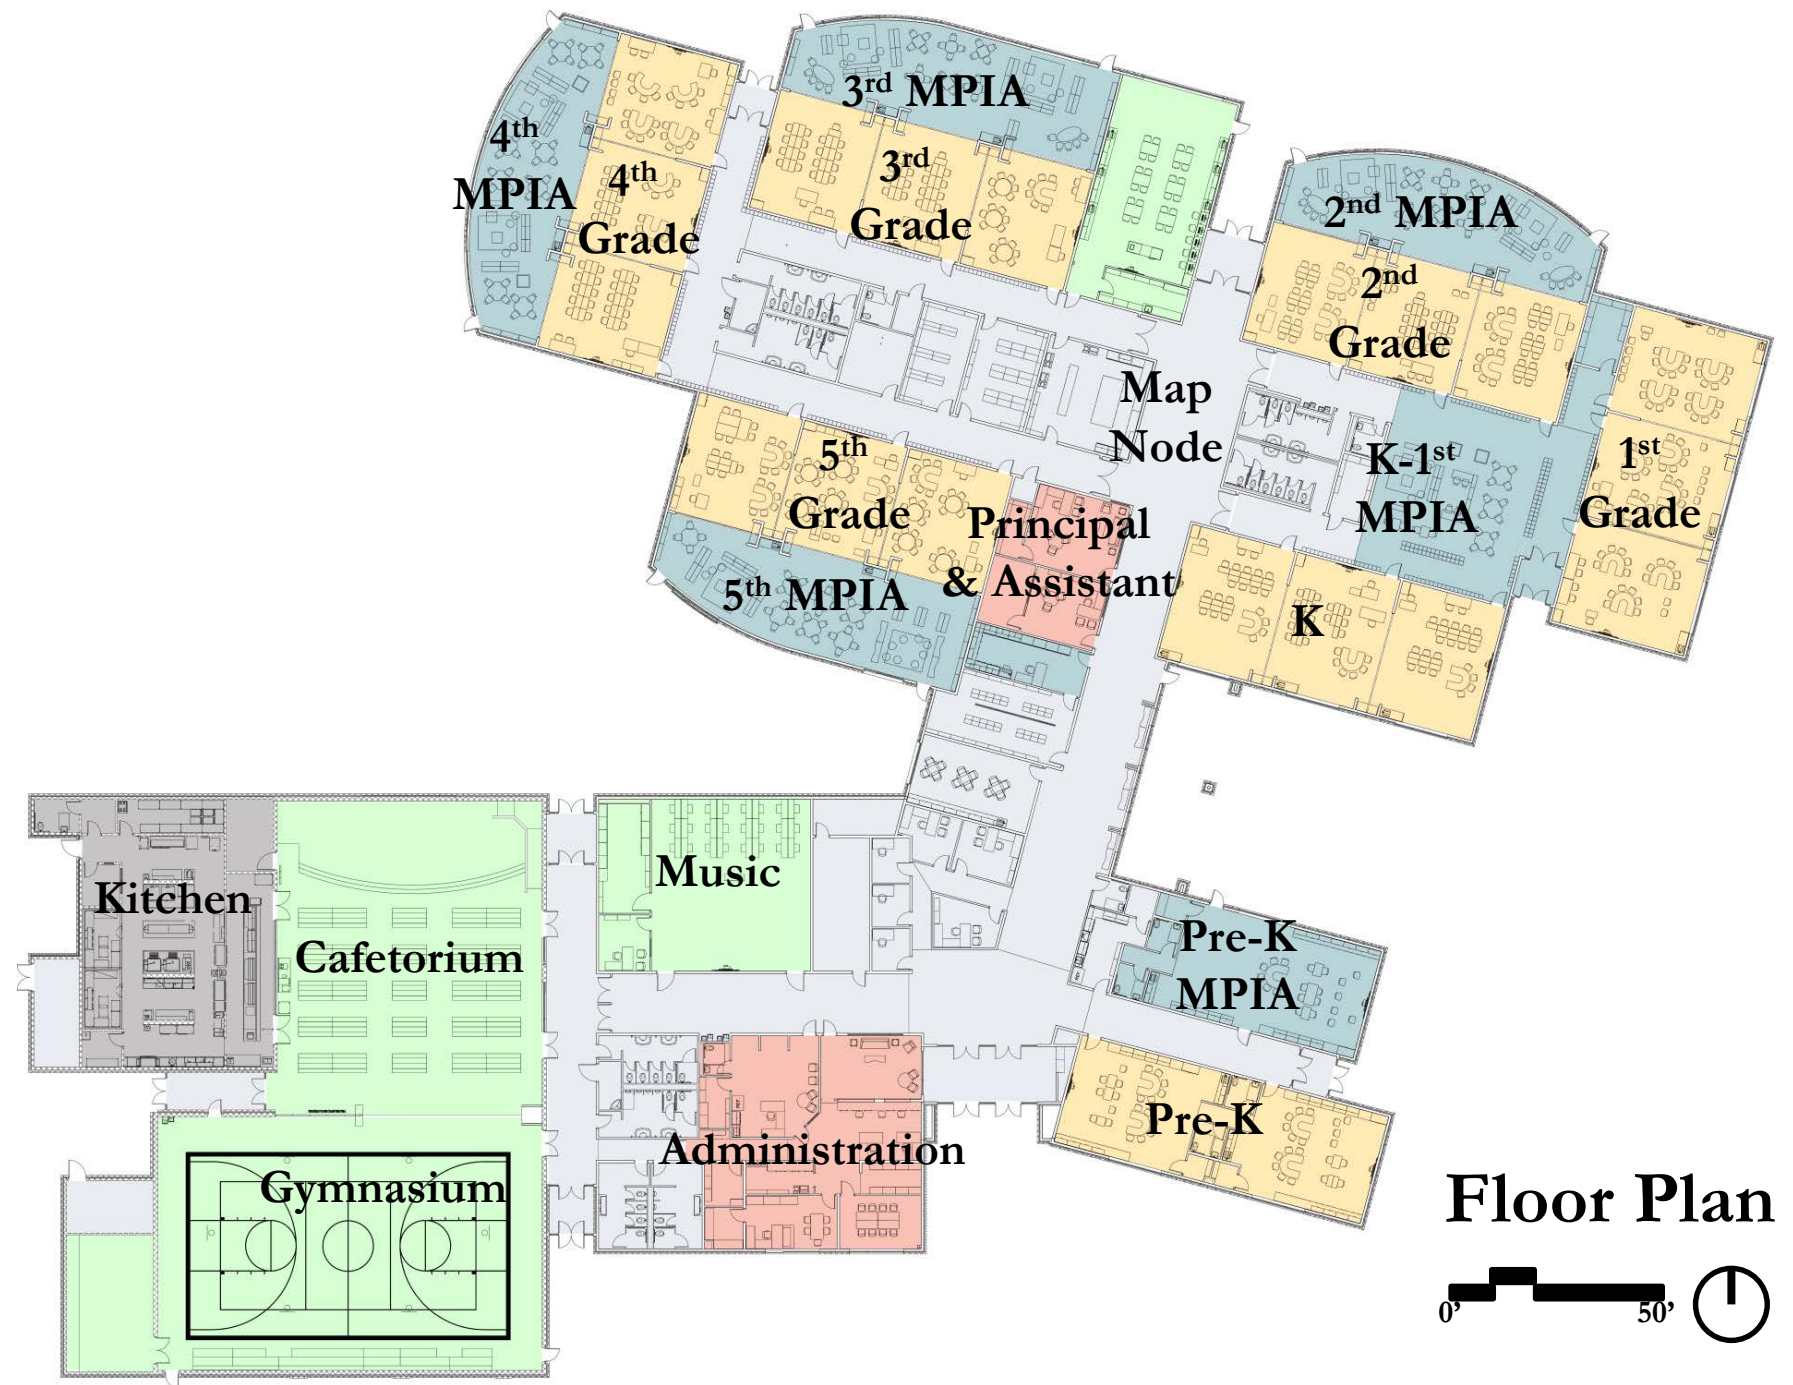 3rd MPIA
4th
MPIA
4th
Grade
3rd
Grade
2nd MPIA
2nd
Grade
Map
Node
K-1st
MPIA
1st
Grade
5th
Grade
Principal
& Assistant
5th MPIA
K
Music
Kitchen
Cafetorium
Pre-K
MPIA
Pre-K
Administration
Gymnasium
Floor Plan
0’
50’